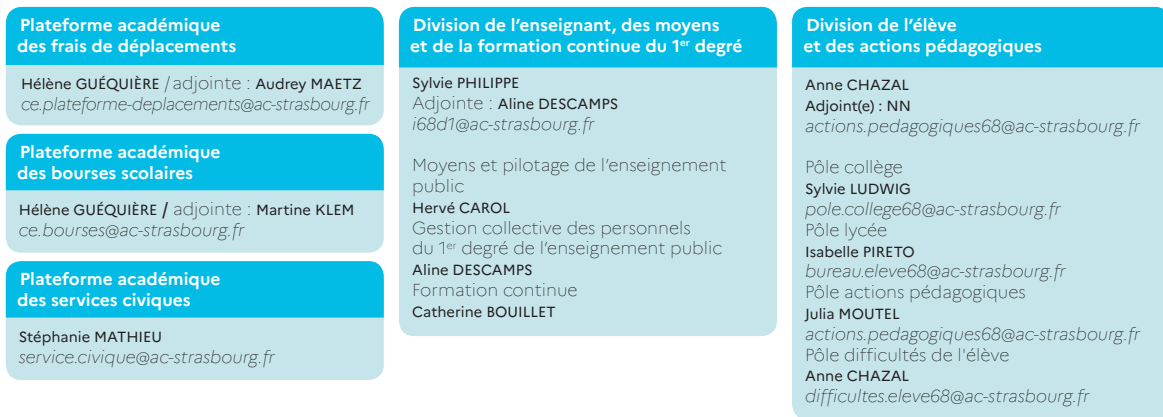 Plateforme académique
des frais de déplacements
Hélène GUÉQUIÈRE / adjointe : Audrey MAETZ
ce.plateforme-deplacements@ac-strasbourg.fr
Plateforme académique
des bourses scolaires
Hélène GUÉQUIÈRE / adjointe : Martine KLEM
ce.bourses@ac-strasbourg.fr
Plateforme académique
des services civiques
Stéphanie MATHIEU
service.civique@ac-strasbourg.fr
Division de l’enseignant, des moyens
et de la formation continue du 1er degré
Sylvie PHILIPPE
Adjointe : Aline DESCAMPS
i68d1@ac-strasbourg.fr
Moyens et pilotage de l’enseignement
public
Hervé CAROL
Gestion collective des personnels
du 1er degré de l’enseignement public
Aline DESCAMPS
Formation continue
Catherine BOUILLET
Division de l’élève
et des actions pédagogiques
Anne CHAZAL
Adjoint(e) : NN
actions.pedagogiques68@ac-strasbourg.fr
Pôle collège
Sylvie LUDWIG
pole.college68@ac-strasbourg.fr
Pôle lycée
Isabelle PIRETO
bureau.eleve68@ac-strasbourg.fr
Pôle actions pédagogiques
Julia MOUTEL
actions.pedagogiques68@ac-strasbourg.fr
Pôle difficultés de l'élève
Anne CHAZAL
difficultes.eleve68@ac-strasbourg.fr